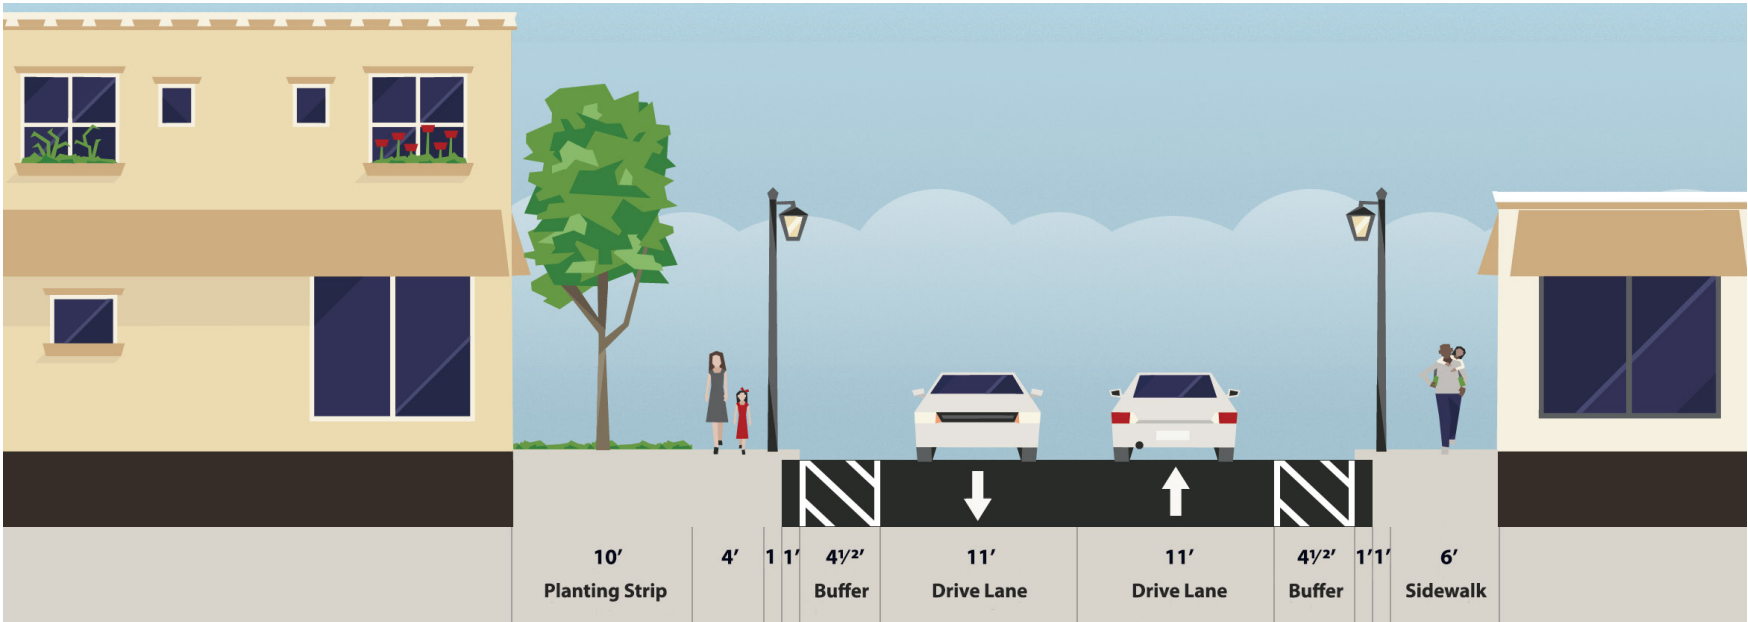 10′ 4′ 1 1′ 4½′ 11′ 11′ 4½′ 1′ 1′ 6′
Planting Strip Buffer Drive Lane Drive Lane Buffer Sidewalk